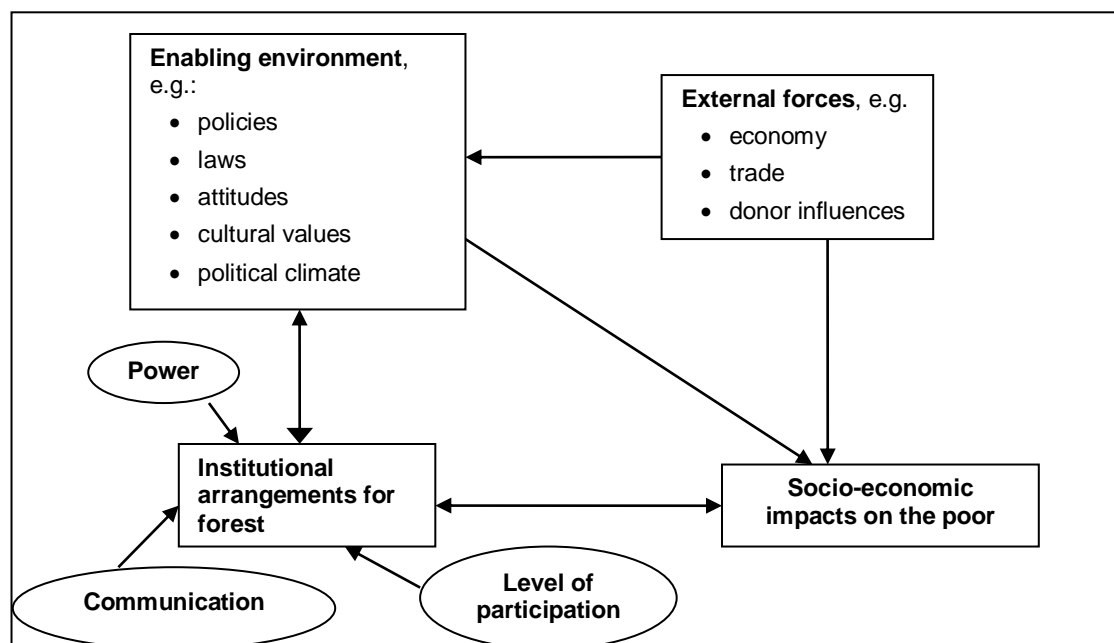 Enabling environment,
e.g.:
• policies
• laws
• attitudes
• cultural values
• political climate
External forces, e.g.
• economy
• trade
• donor influences
Power
Institutional
arrangements for
forest
Socio-economic
impacts on the poor
Communication
Level of
participation